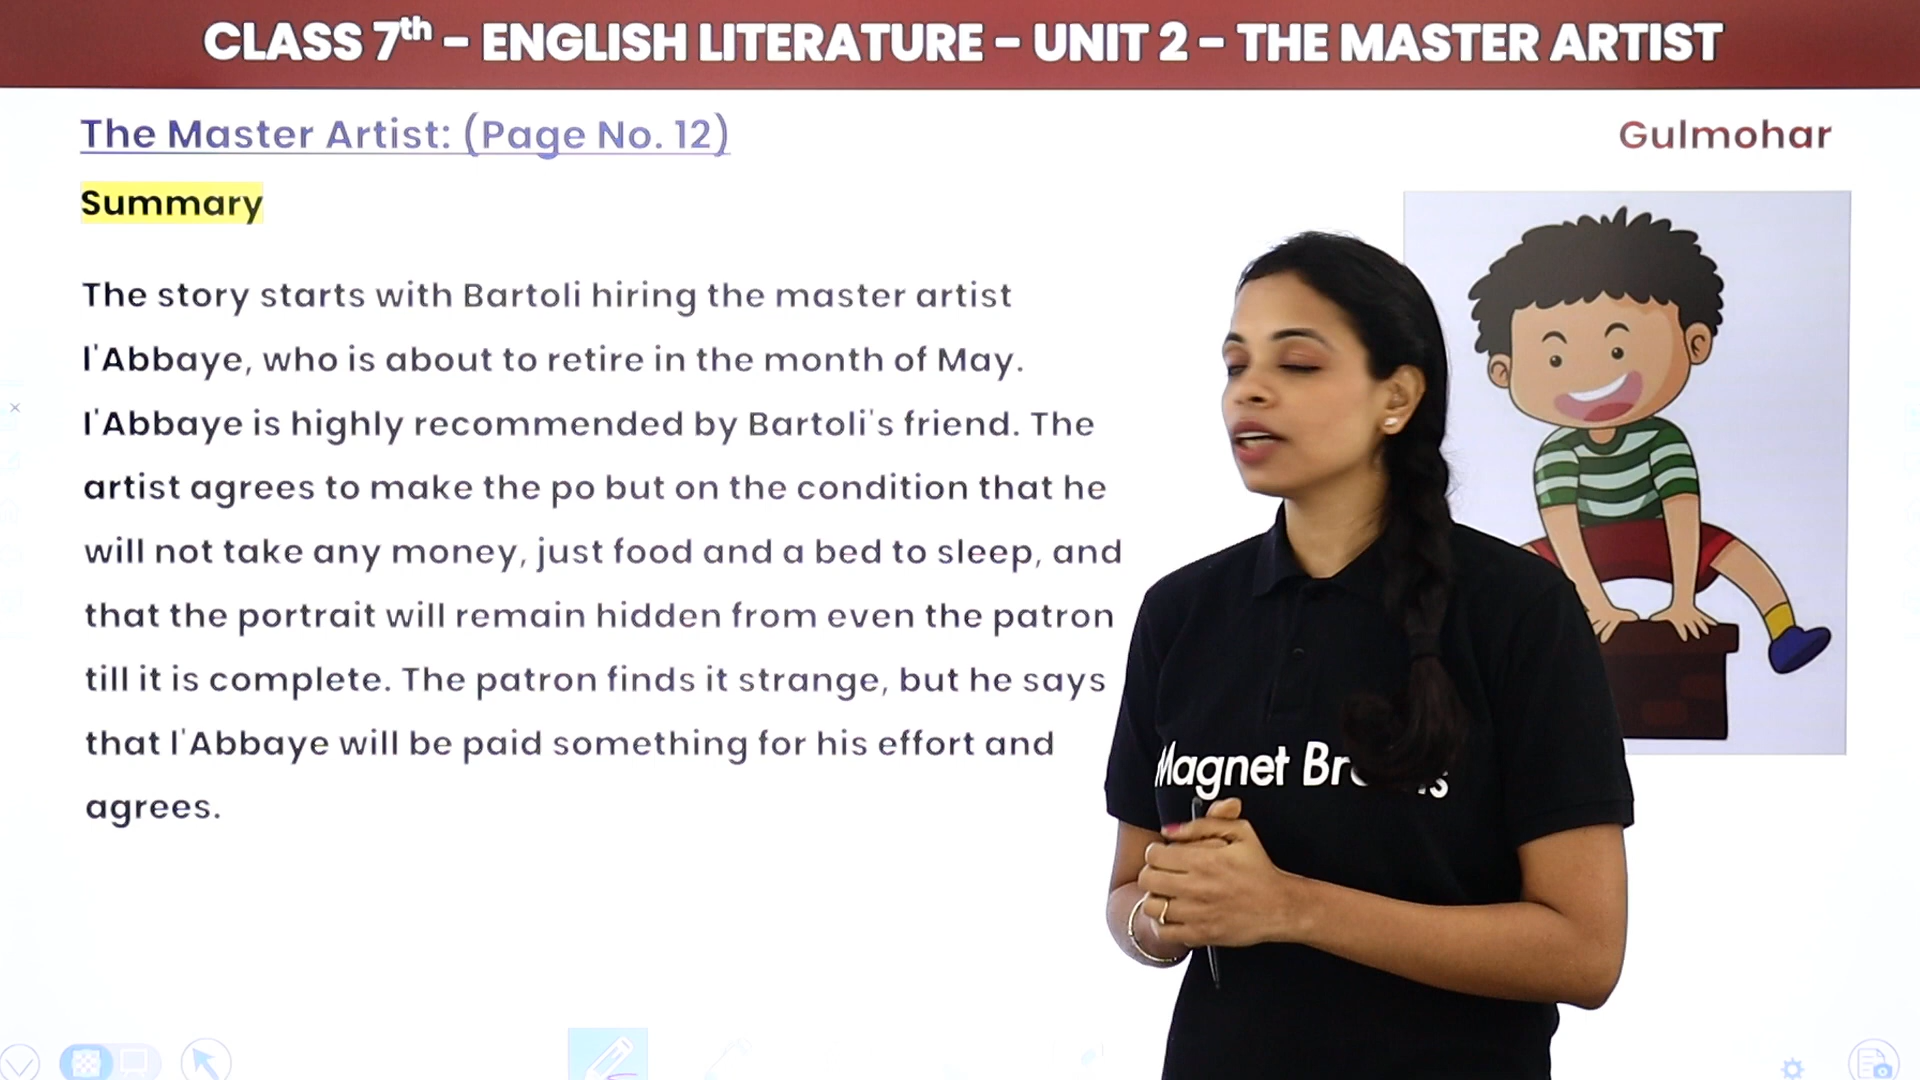 CLASS 7th - ENGLISH LITERATURE - UNIT 2 - THE MASTER ARTIST
The Master Artist: (Page No. 12)
Gulmohar
Summary
The story starts with Bartoli hiring the master artist
l'Abbaye, who is about to retire in the month of May.
l'Abbaye is highly recommended by Bartoli's friend. The
artist agrees to make the po but on the condition that he
will not take any money, just food and a bed to sleep, and
that the portrait will remain hidden from even the patron
till it is complete. The patron finds it strange, but he says
that l'Abbaye will be paid something for his effort and
agrees.
Magnet